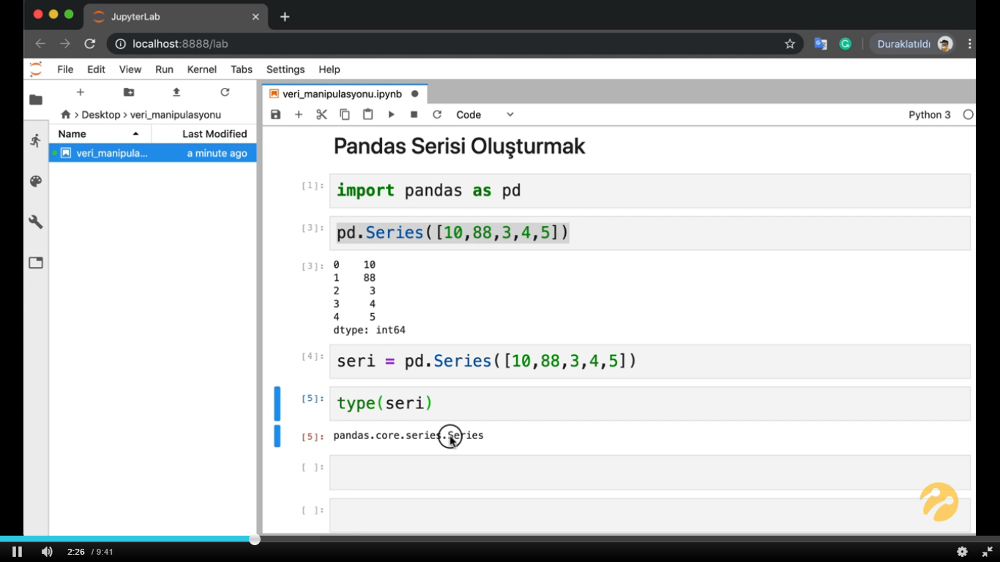 JupyterLab
localhost:8888/lab
Duraklatıldı
File Edit View Run Kernel Tabs Settings Help
veri_manipulasyonu.ipynb
Desktop > veri_manipulasyonu
Code
Python 3
Name Last Modified
veri_manipula... a minute ago
Pandas Serisi Oluşturmak
[1]: import pandas as pd
[3]: pd.Series([10,88,3,4,5])
[3]: 0 10
1 88
2 3
3 4
4 5
dtype: int64
[4]: seri = pd.Series([10,88,3,4,5])
[5]: type(seri)
[5]: pandas.core.series.Series
[ ]:
[ ]:
2:26 / 9:41